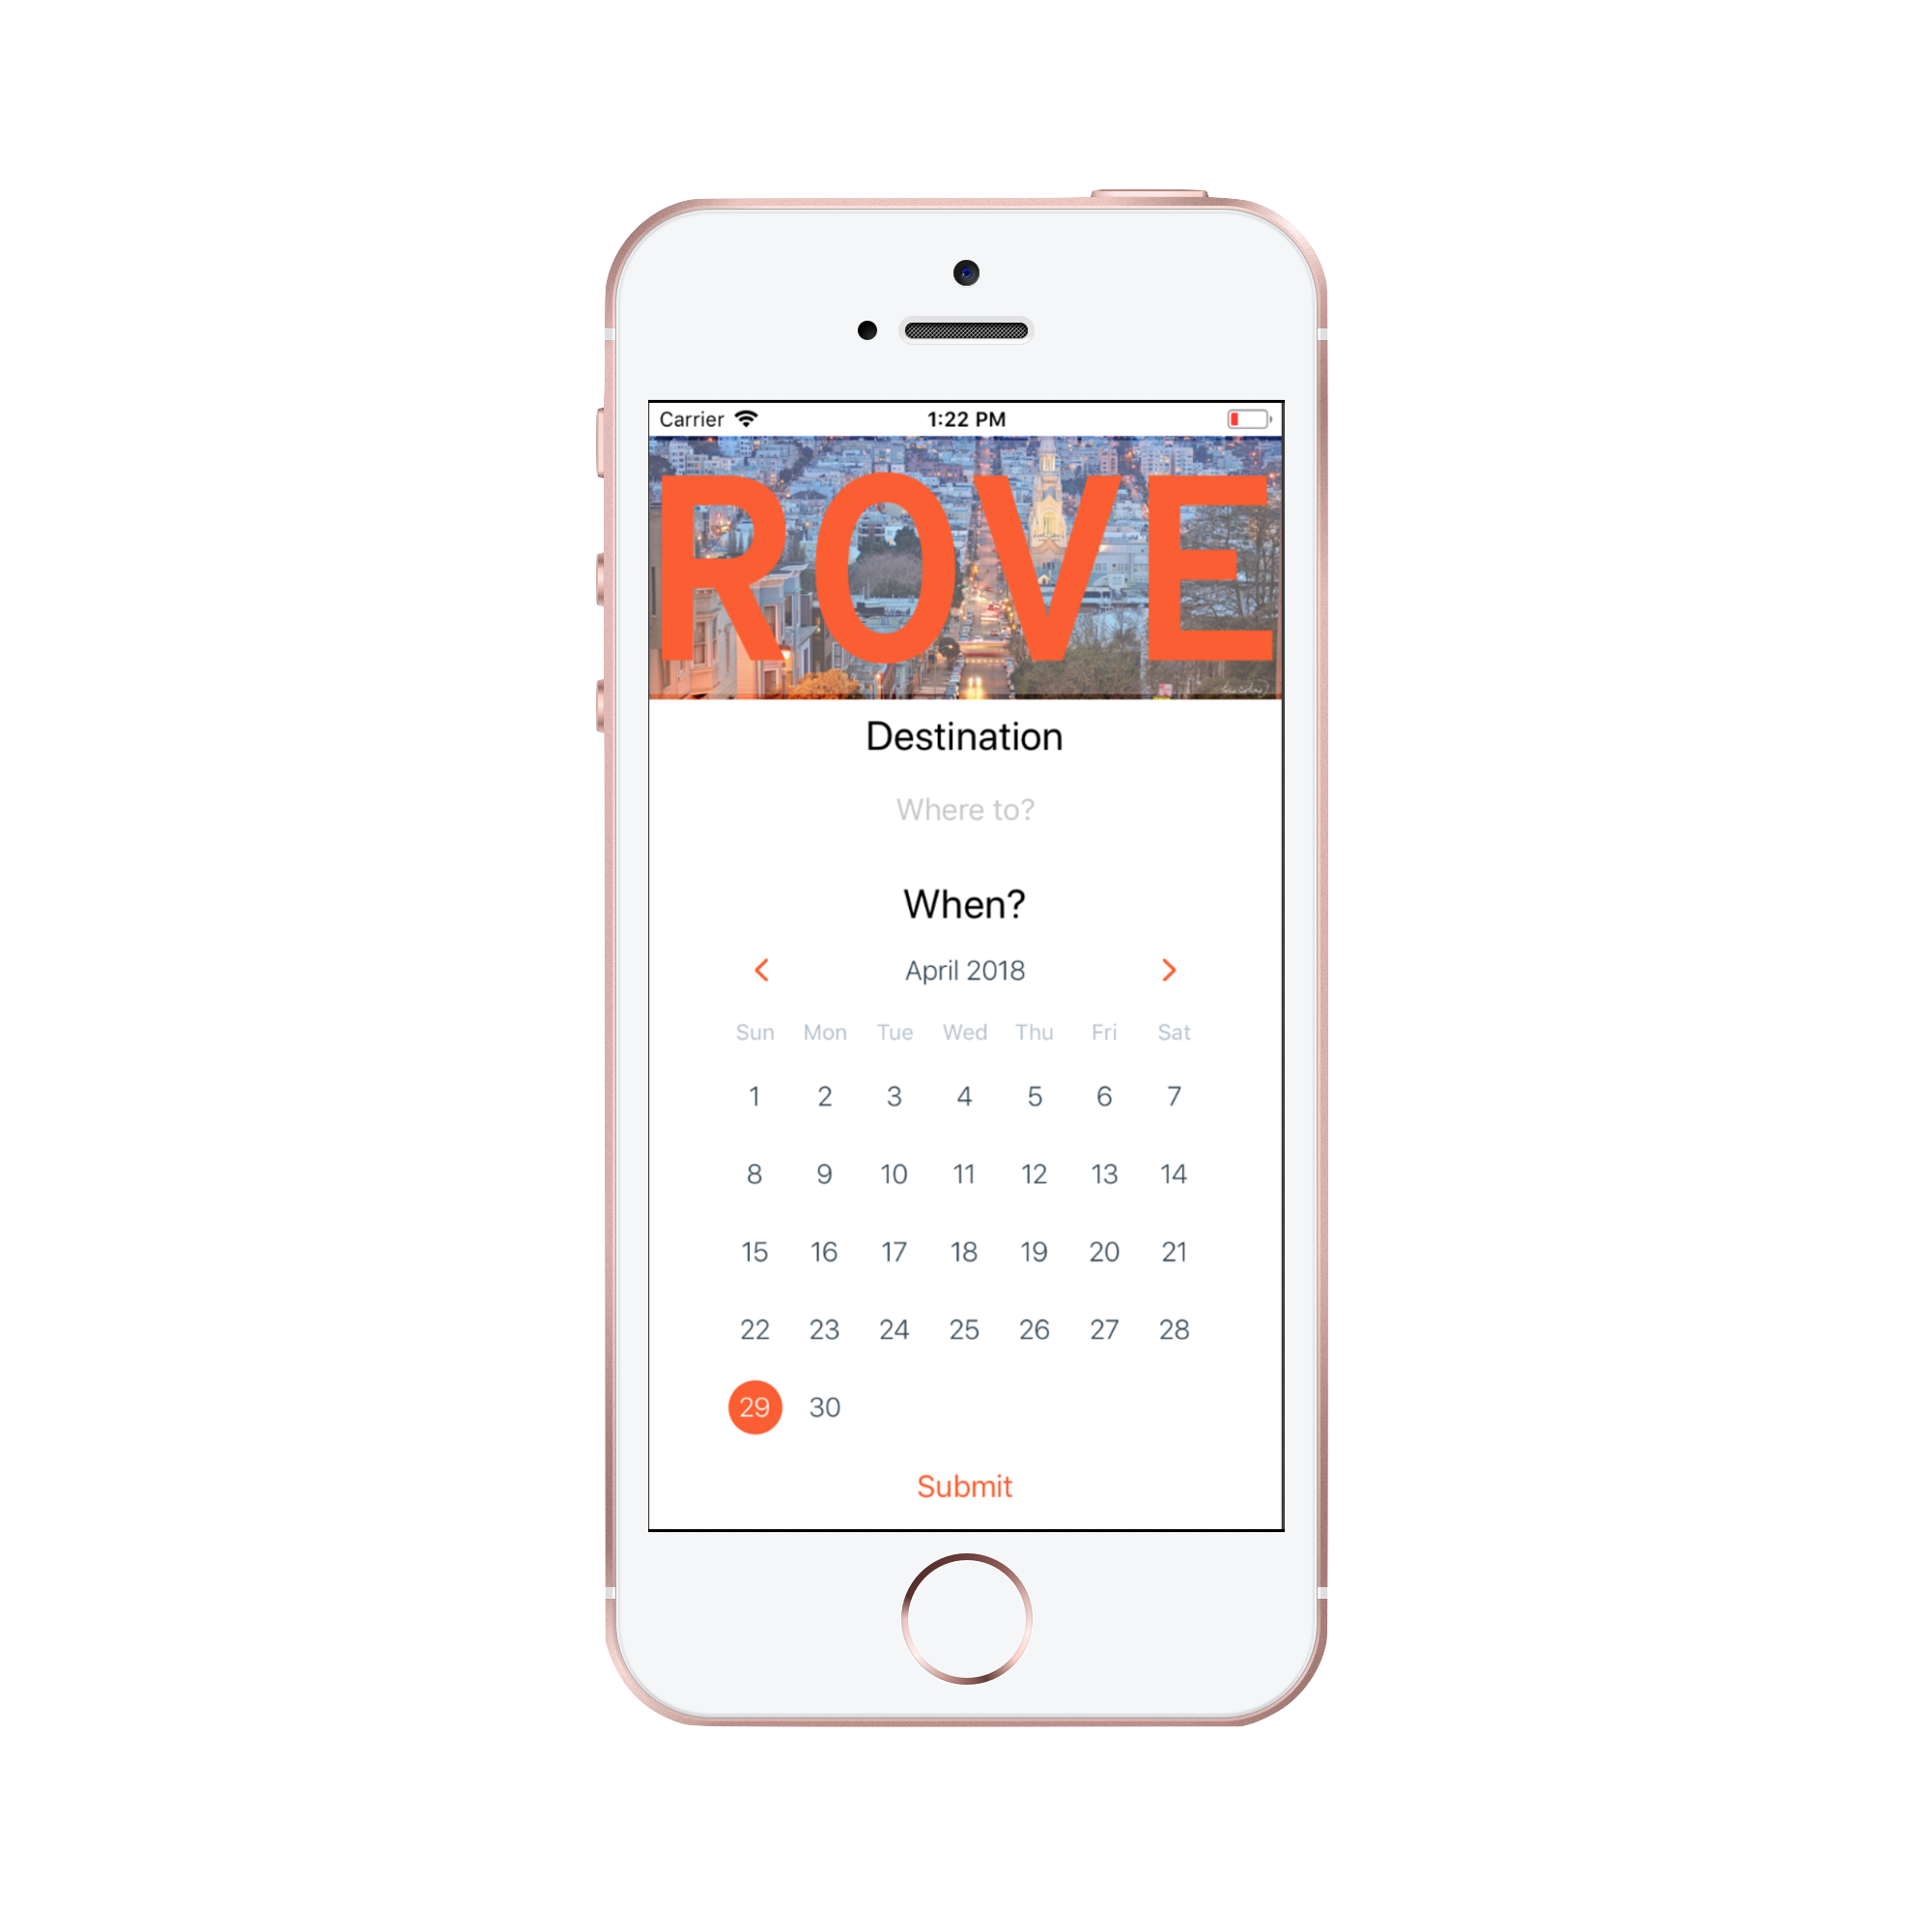 Carrier 1:22 PM
ROVE
Destination
Where to?
When?
April 2018
Sun Mon Tue Wed Thu Fri Sat
1 2 3 4 5 6 7
8 9 10 11 12 13 14
15 16 17 18 19 20 21
22 23 24 25 26 27 28
29 30
Submit